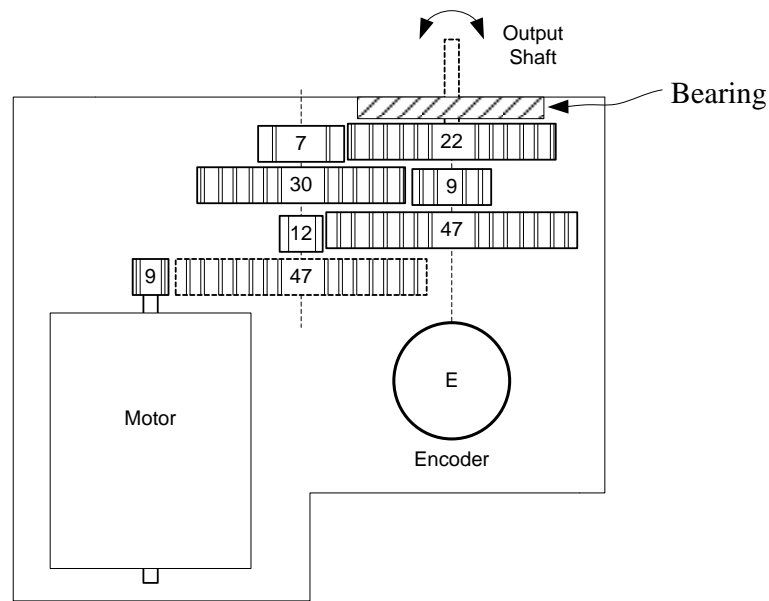 Output
Shaft
Bearing
7
22
30
9
12
47
9
47
Motor
E
Encoder